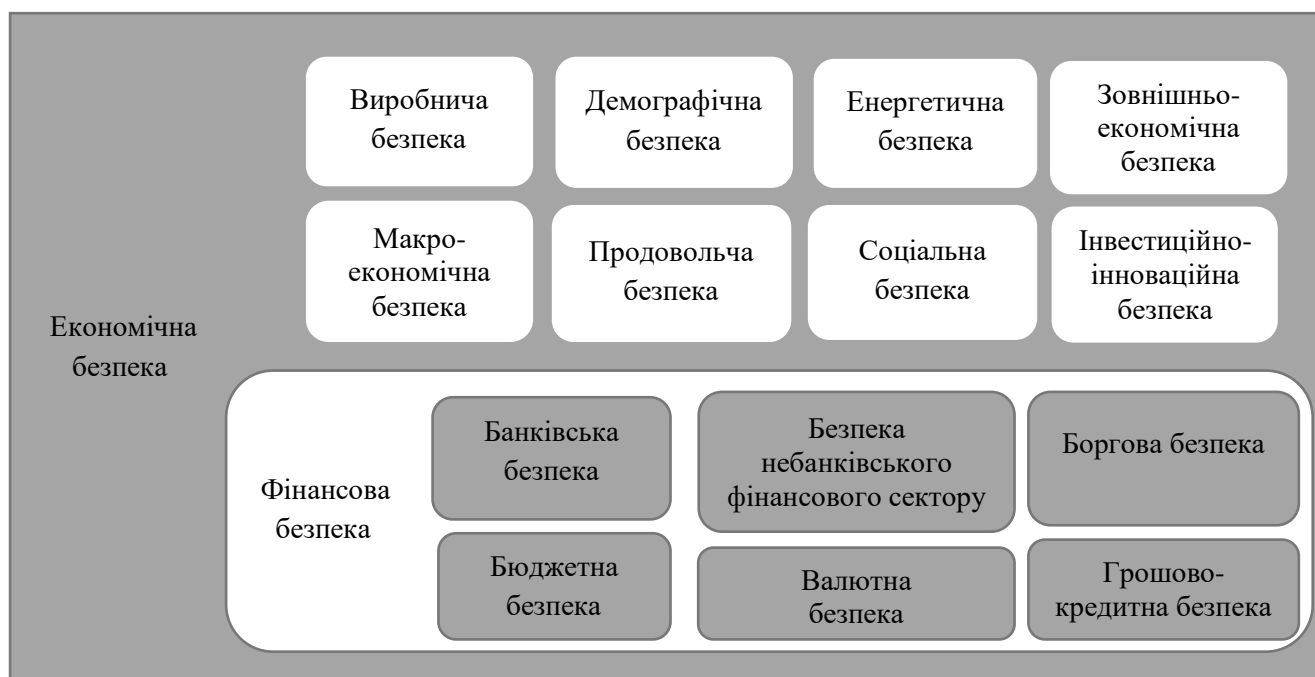 Виробнича
безпека
Демографічна
безпека
Енергетична
безпека
Зовнішньо-
економічна
безпека
Макро-
економічна
безпека
Продовольча
безпека
Соціальна
безпека
Інвестиційно-
інноваційна
безпека
Економічна
безпека
Фінансова
безпека
Банківська
безпека
Безпека
небанківського
фінансового сектору
Боргова безпека
Бюджетна
безпека
Валютна
безпека
Грошово-
кредитна безпека